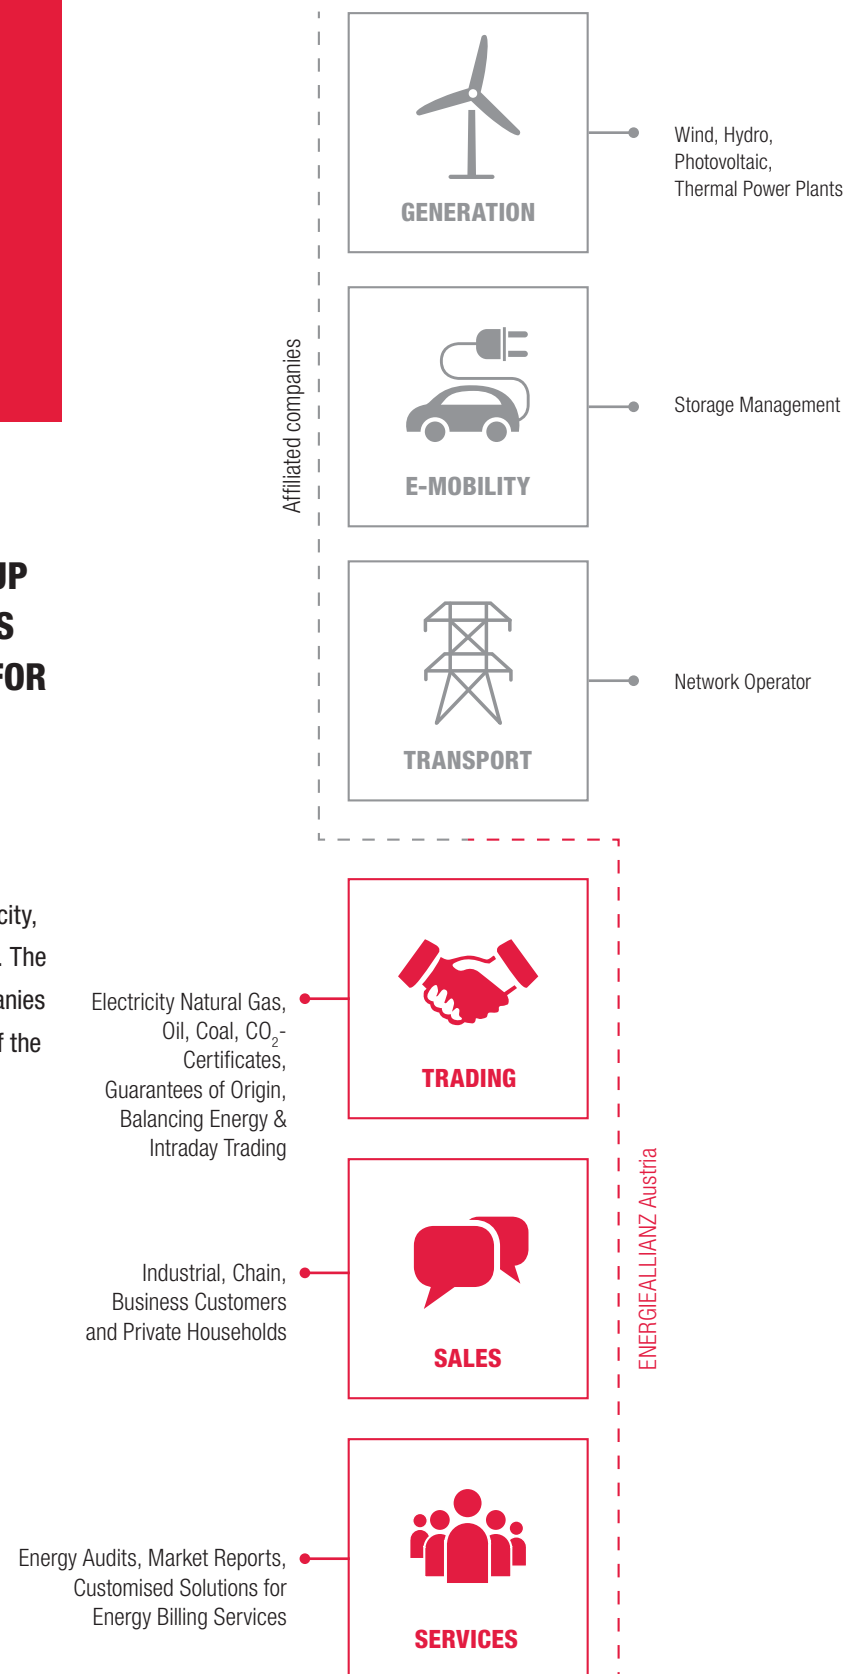 Wind, Hydro,
Photovoltaic,
Thermal Power Plants
GENERATION
Affiliated companies
Storage Management
E-MOBILITY
UP
S
FOR
Network Operator
TRANSPORT
city,
. The
anies
f the
Electricity Natural Gas,
Oil, Coal, CO₂-
Certificates,
Guarantees of Origin,
Balancing Energy &
Intraday Trading
TRADING
ENERGIEALLIANZ Austria
Industrial, Chain,
Business Customers
and Private Households
SALES
Energy Audits, Market Reports,
Customised Solutions for
Energy Billing Services
SERVICES